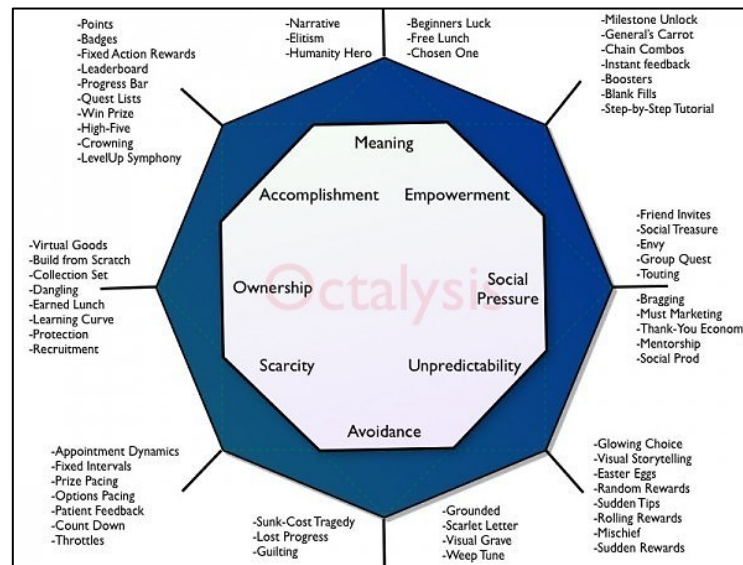 -Points
-Badges
-Fixed Action Rewards
-Leaderboard
-Progress Bar
-Quest Lists
-Win Prize
-High-Five
-Crowning
-LevelUp Symphony
-Narrative
-Elitism
-Humanity Hero
-Beginners Luck
-Free Lunch
-Chosen One
-Milestone Unlock
-General's Carrot
-Chain Combos
-Instant feedback
-Boosters
-Blank Fills
-Step-by-Step Tutorial
Meaning
Accomplishment
Empowerment
-Virtual Goods
-Build from Scratch
-Collection Set
-Dangling
-Earned Lunch
-Learning Curve
-Protection
-Recruitment
Ownership
Octalysis
Social
Pressure
-Friend Invites
-Social Treasure
-Envy
-Group Quest
-Touting
-Bragging
-Must Marketing
-Thank-You Econom
-Mentorship
-Social Prod
Scarcity
Unpredictability
Avoidance
-Appointment Dynamics
-Fixed Intervals
-Prize Pacing
-Options Pacing
-Patient Feedback
-Count Down
-Throttles
-Sunk-Cost Tragedy
-Lost Progress
-Guilting
-Grounded
-Scarlet Letter
-Visual Grave
-Weep Tune
-Glowing Choice
-Visual Storytelling
-Easter Eggs
-Random Rewards
-Sudden Tips
-Rolling Rewards
-Mischief
-Sudden Rewards